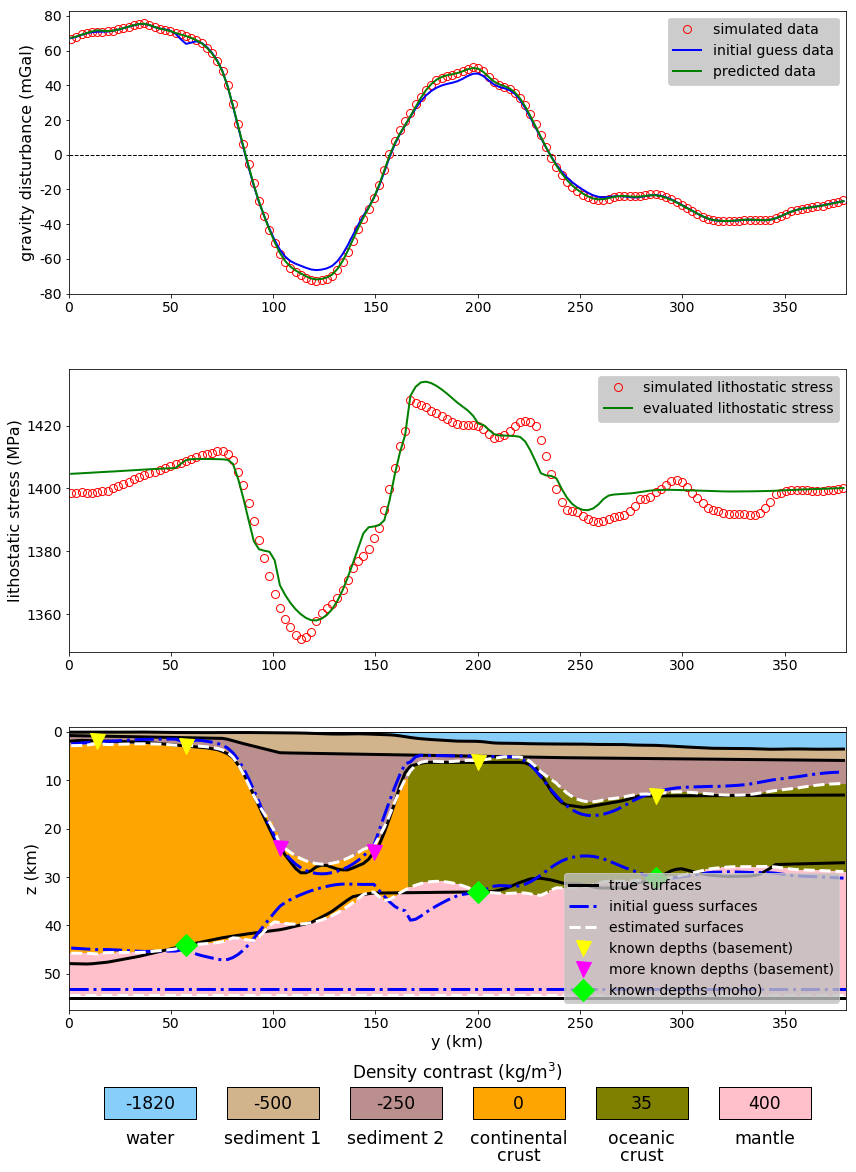 80
60
40
20
0
-20
-40
-60
-80
gravity disturbance (mGal)
simulated data
initial guess data
predicted data
0 50 100 150 200 250 300 350
1420
1400
1380
1360
lithostatic stress (MPa)
simulated lithostatic stress
evaluated lithostatic stress
0 50 100 150 200 250 300 350
0
10
20
30
40
50
z (km)
true surfaces
initial guess surfaces
estimated surfaces
known depths (basement)
more known depths (basement)
known depths (moho)
0 50 100 150 200 250 300 350
y (km)
Density contrast (kg/m³)
-1820 -500 -250 0 35 400
water sediment 1 sediment 2 continental oceanic mantle
crust crust